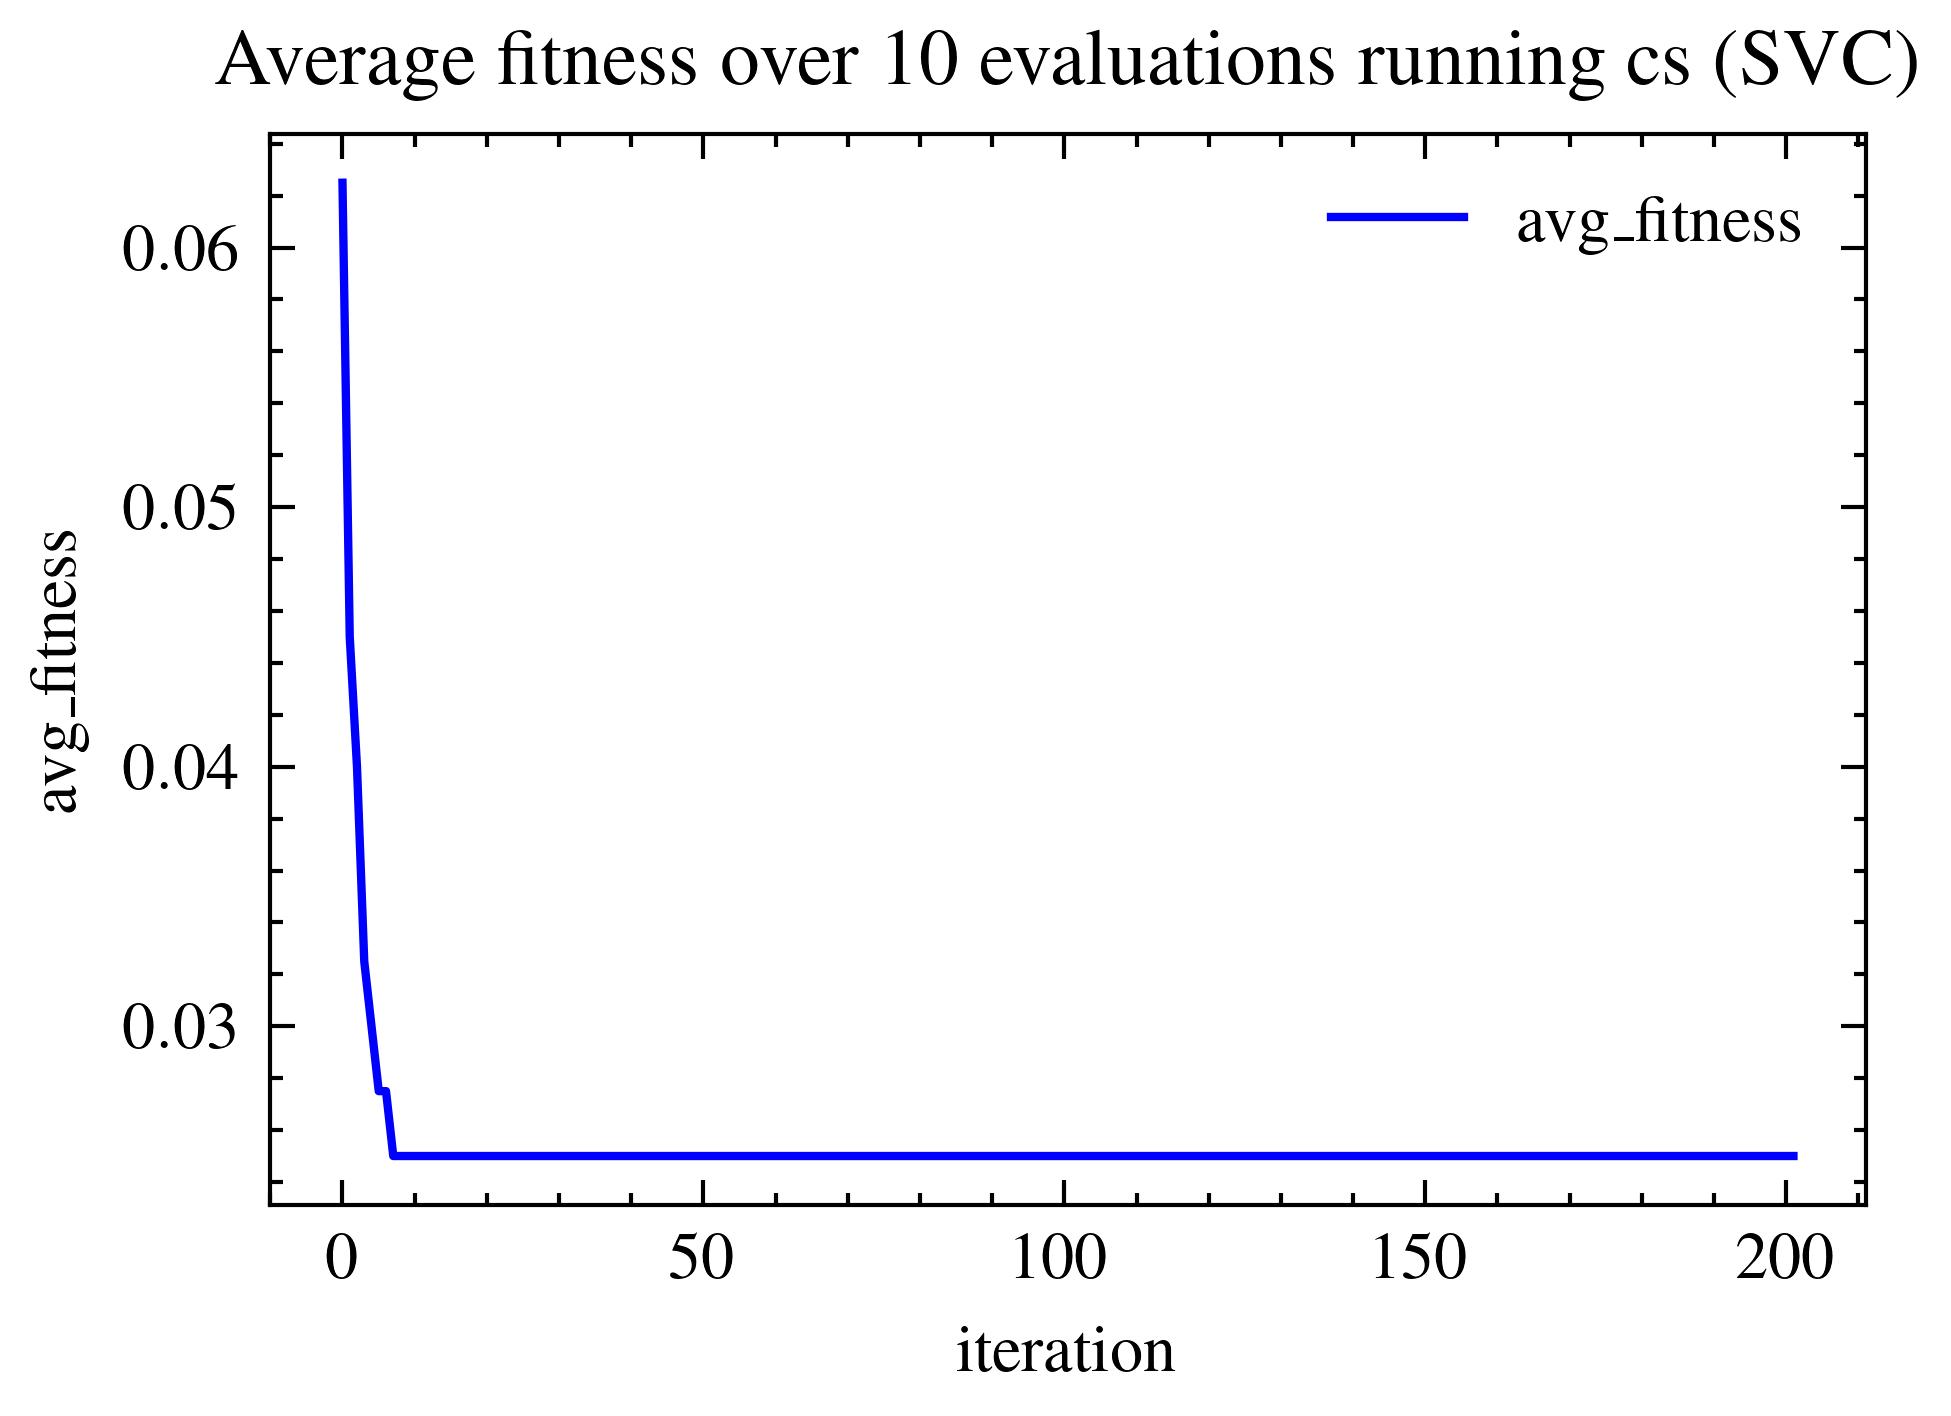 Average fitness over 10 evaluations running cs (SVC)
avg_fitness
0.06
0.05
0.04
0.03
avg_fitness
0 50 100 150 200
iteration